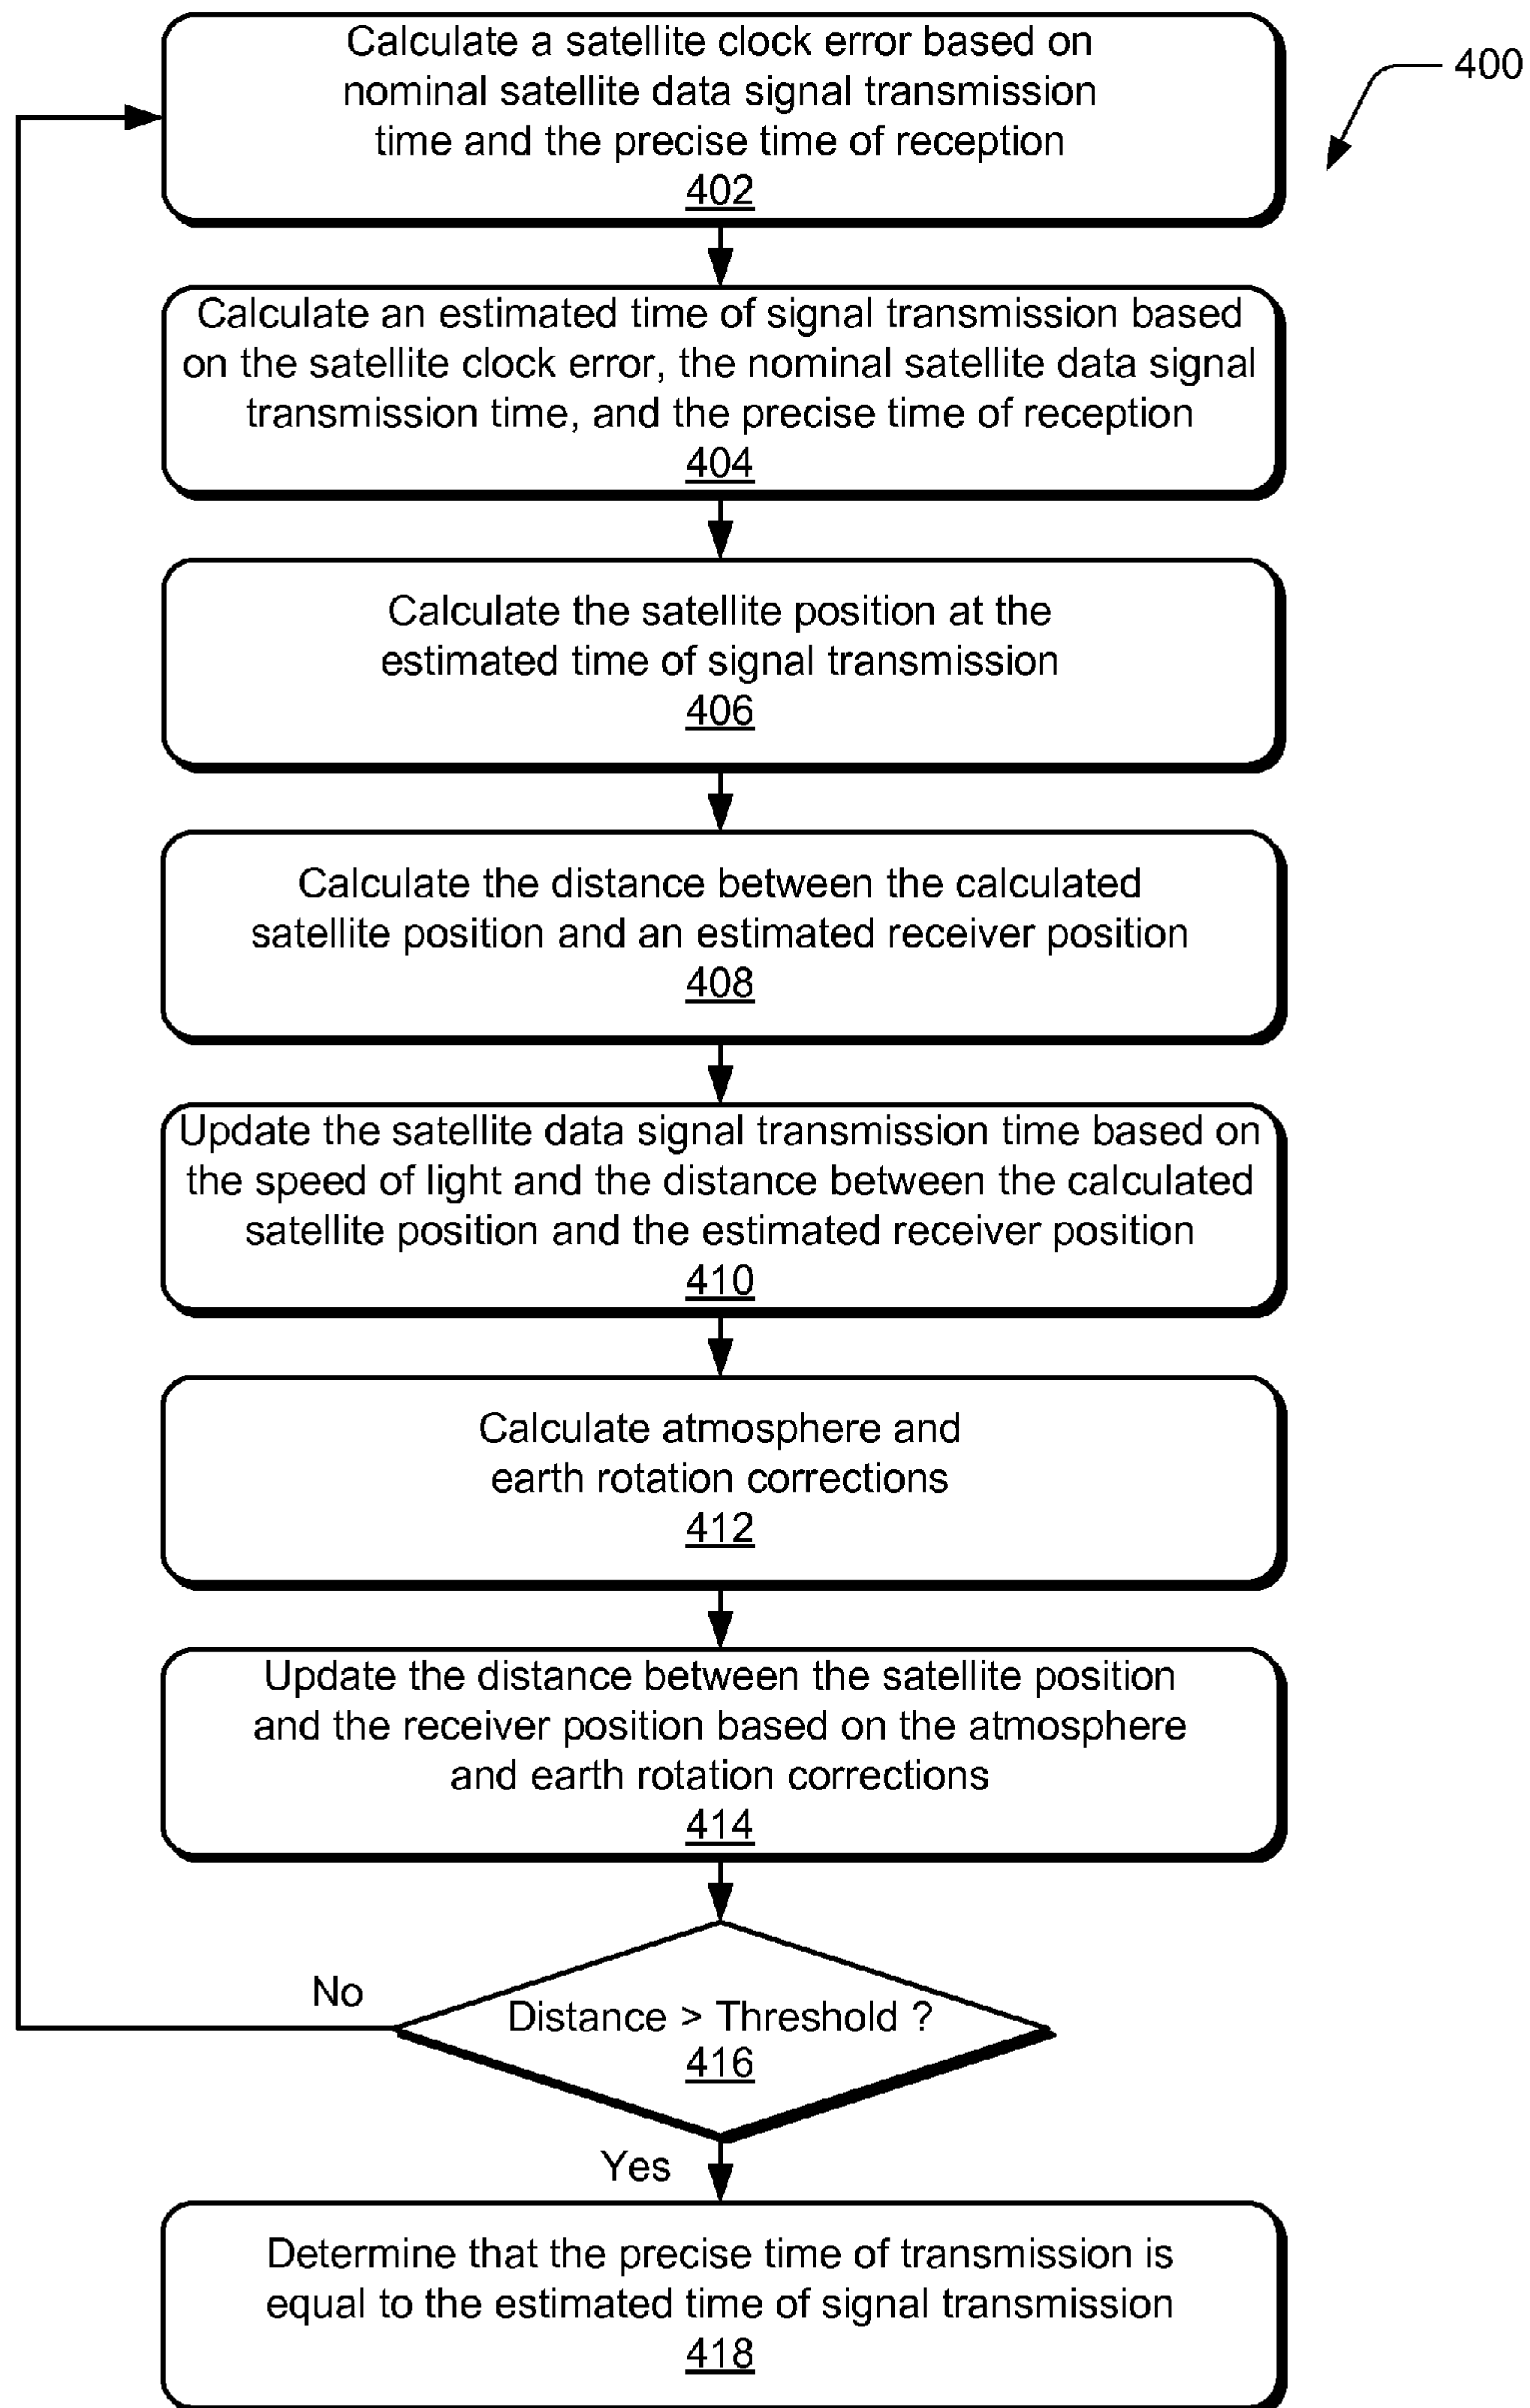 Calculate a satellite clock error based on
nominal satellite data signal transmission
time and the precise time of reception
402
400
Calculate an estimated time of signal transmission based
on the satellite clock error, the nominal satellite data signal
transmission time, and the precise time of reception
404
Calculate the satellite position at the
estimated time of signal transmission
406
Calculate the distance between the calculated
satellite position and an estimated receiver position
408
Update the satellite data signal transmission time based on
the speed of light and the distance between the calculated
satellite position and the estimated receiver position
410
Calculate atmosphere and
earth rotation corrections
412
Update the distance between the satellite position
and the receiver position based on the atmosphere
and earth rotation corrections
414
No
Distance > Threshold ?
416
Yes
Determine that the precise time of transmission is
equal to the estimated time of signal transmission
418